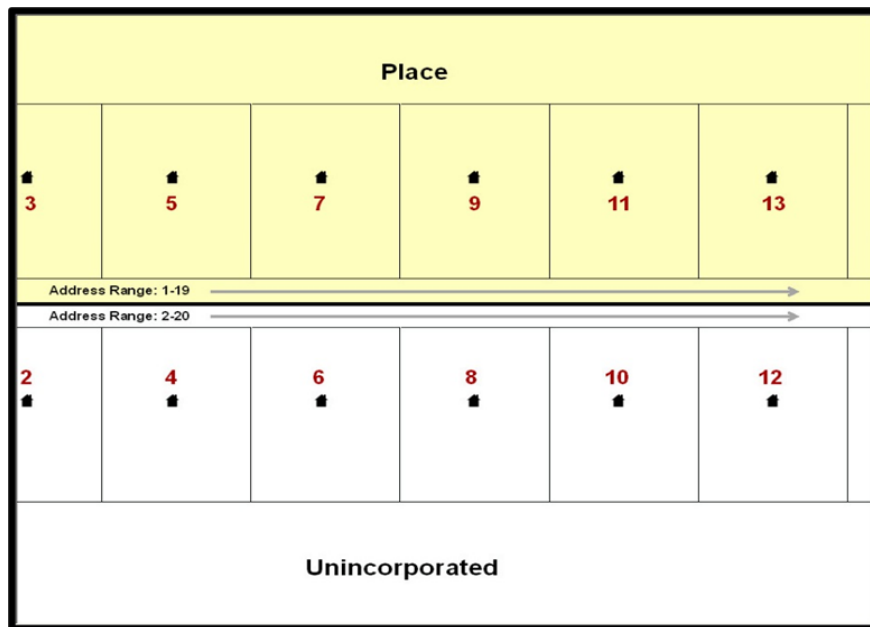 Place
3 5 7 9 11 13
Address Range: 1-19
Address Range: 2-20
2 4 6 8 10 12
Unincorporated